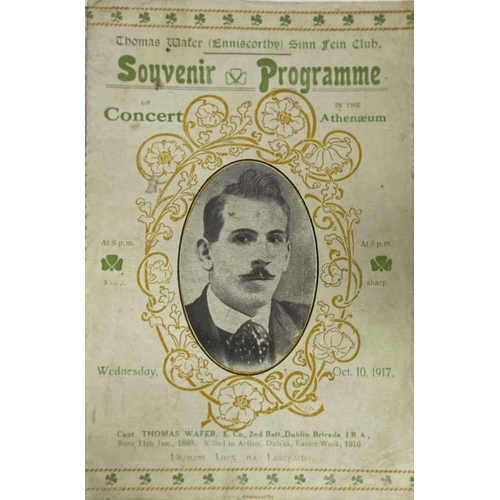 Thomas Wafer (Enniscorthy) Sinn Fein Club.
Souvenir Programme
OF Concert IN THE Athenæum
At 8 p.m. At 8 p.m.
sharp. sharp.
Wednesday, Oct. 10, 1917.
Capt THOMAS WAFER, E. Co., 2nd Batt., Dublin Brigade I R A,
Born 11th Jan., 1889. Killed in Action, Dublin, Easter Week, 1916